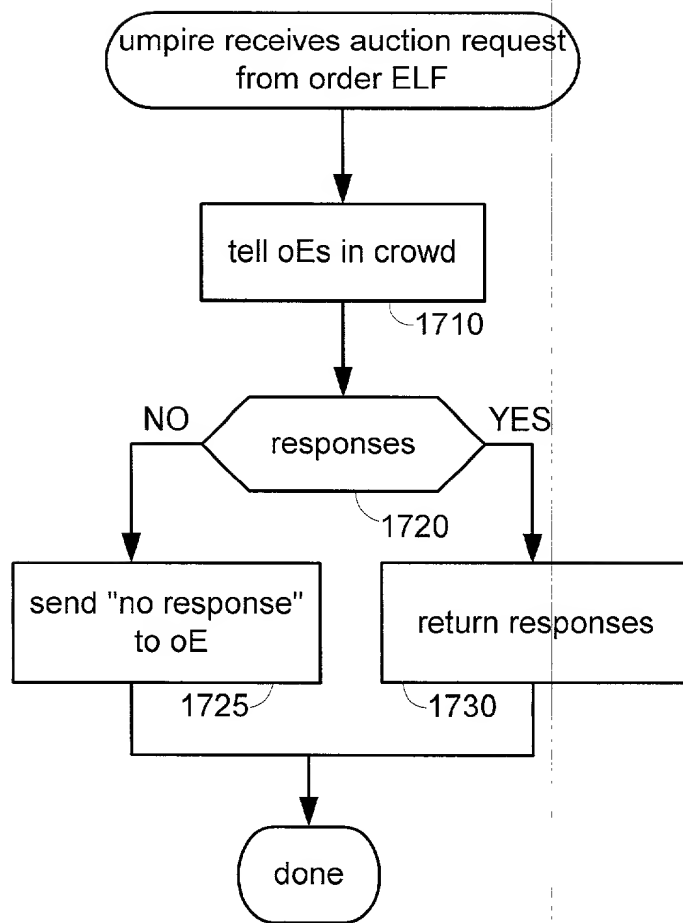 umpire receives auction request
from order ELF
tell oEs in crowd
1710
NO
YES
responses
1720
send "no response"
to oE
return responses
1725
1730
done